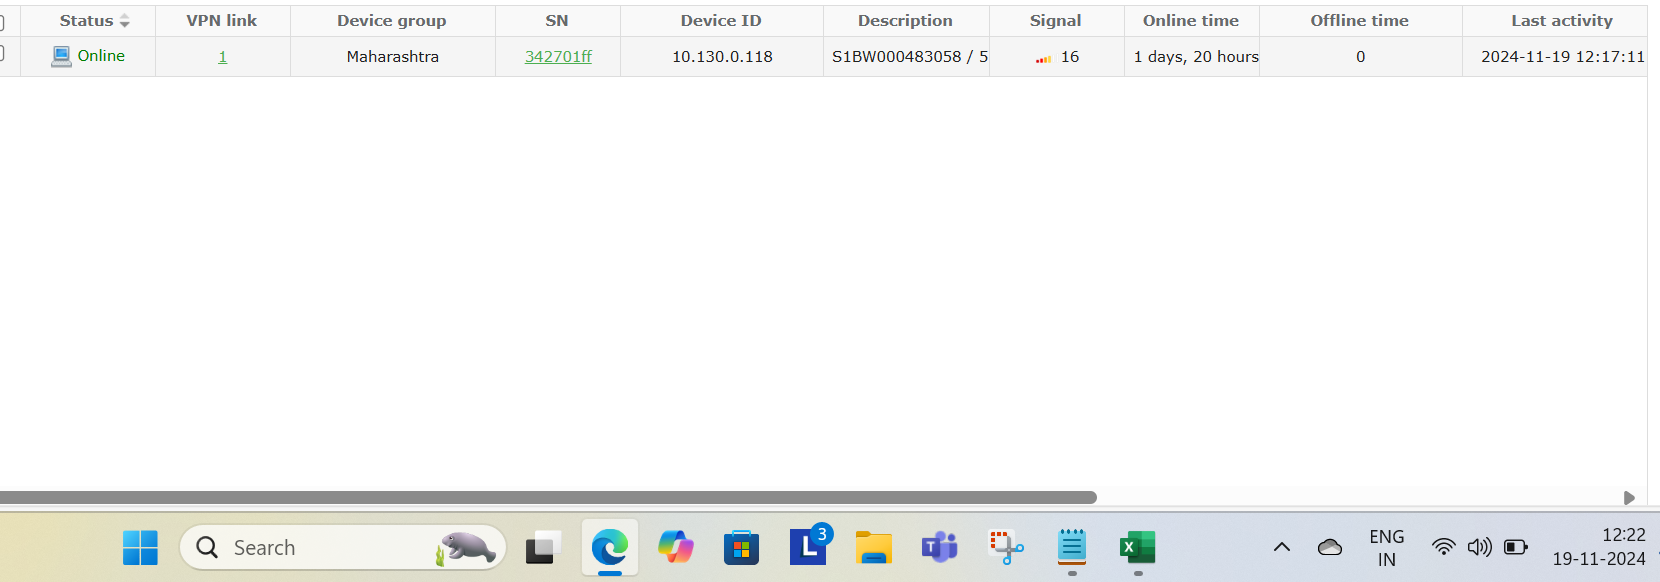 Status VPN link Device group SN Device ID Description Signal Online time Offline time Last activity
Online 1 Maharashtra 342701ff 10.130.0.118 S1BW000483058 / 5 16 1 days, 20 hours 0 2024-11-19 12:17:11
Search L 3 T X ENG IN 12:22
19-11-2024